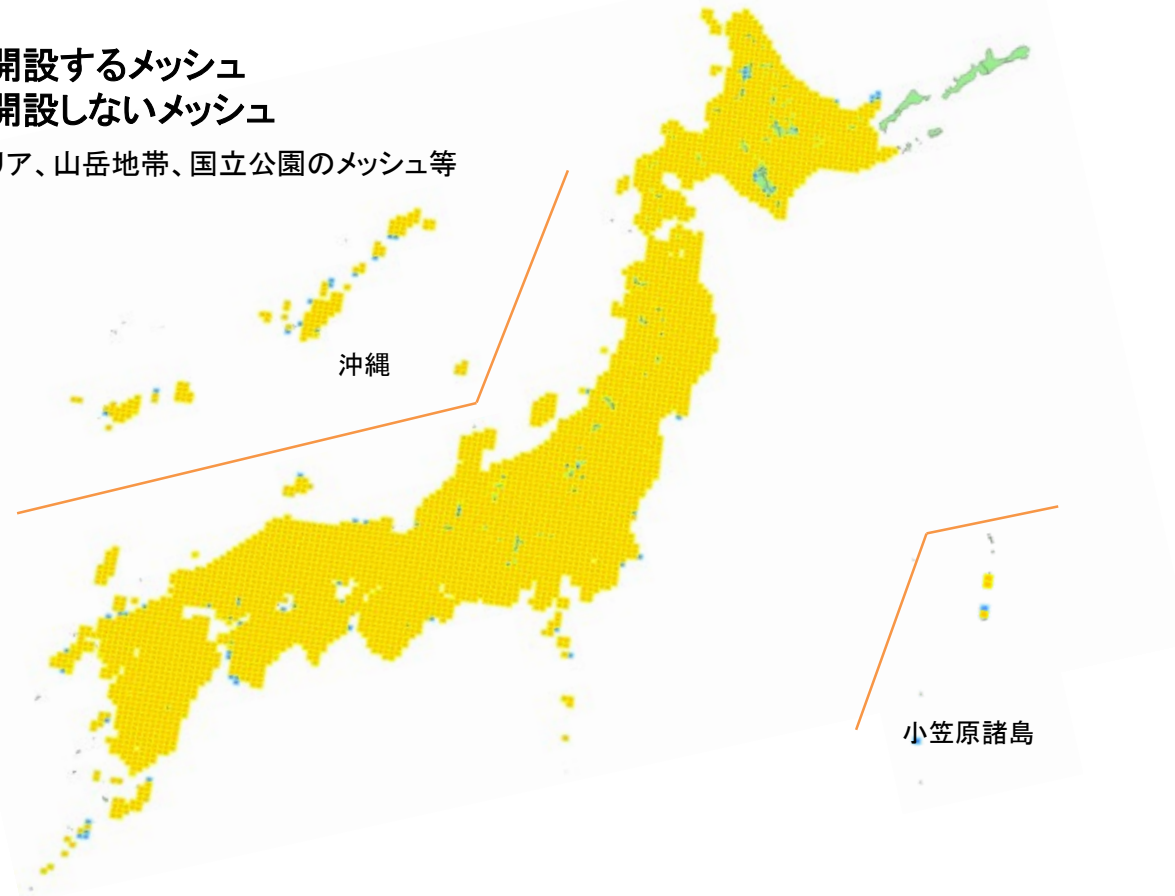 開設するメッシュ
開設しないメッシュ
リア、山岳地帯、国立公園のメッシュ等
沖縄
小笠原諸島